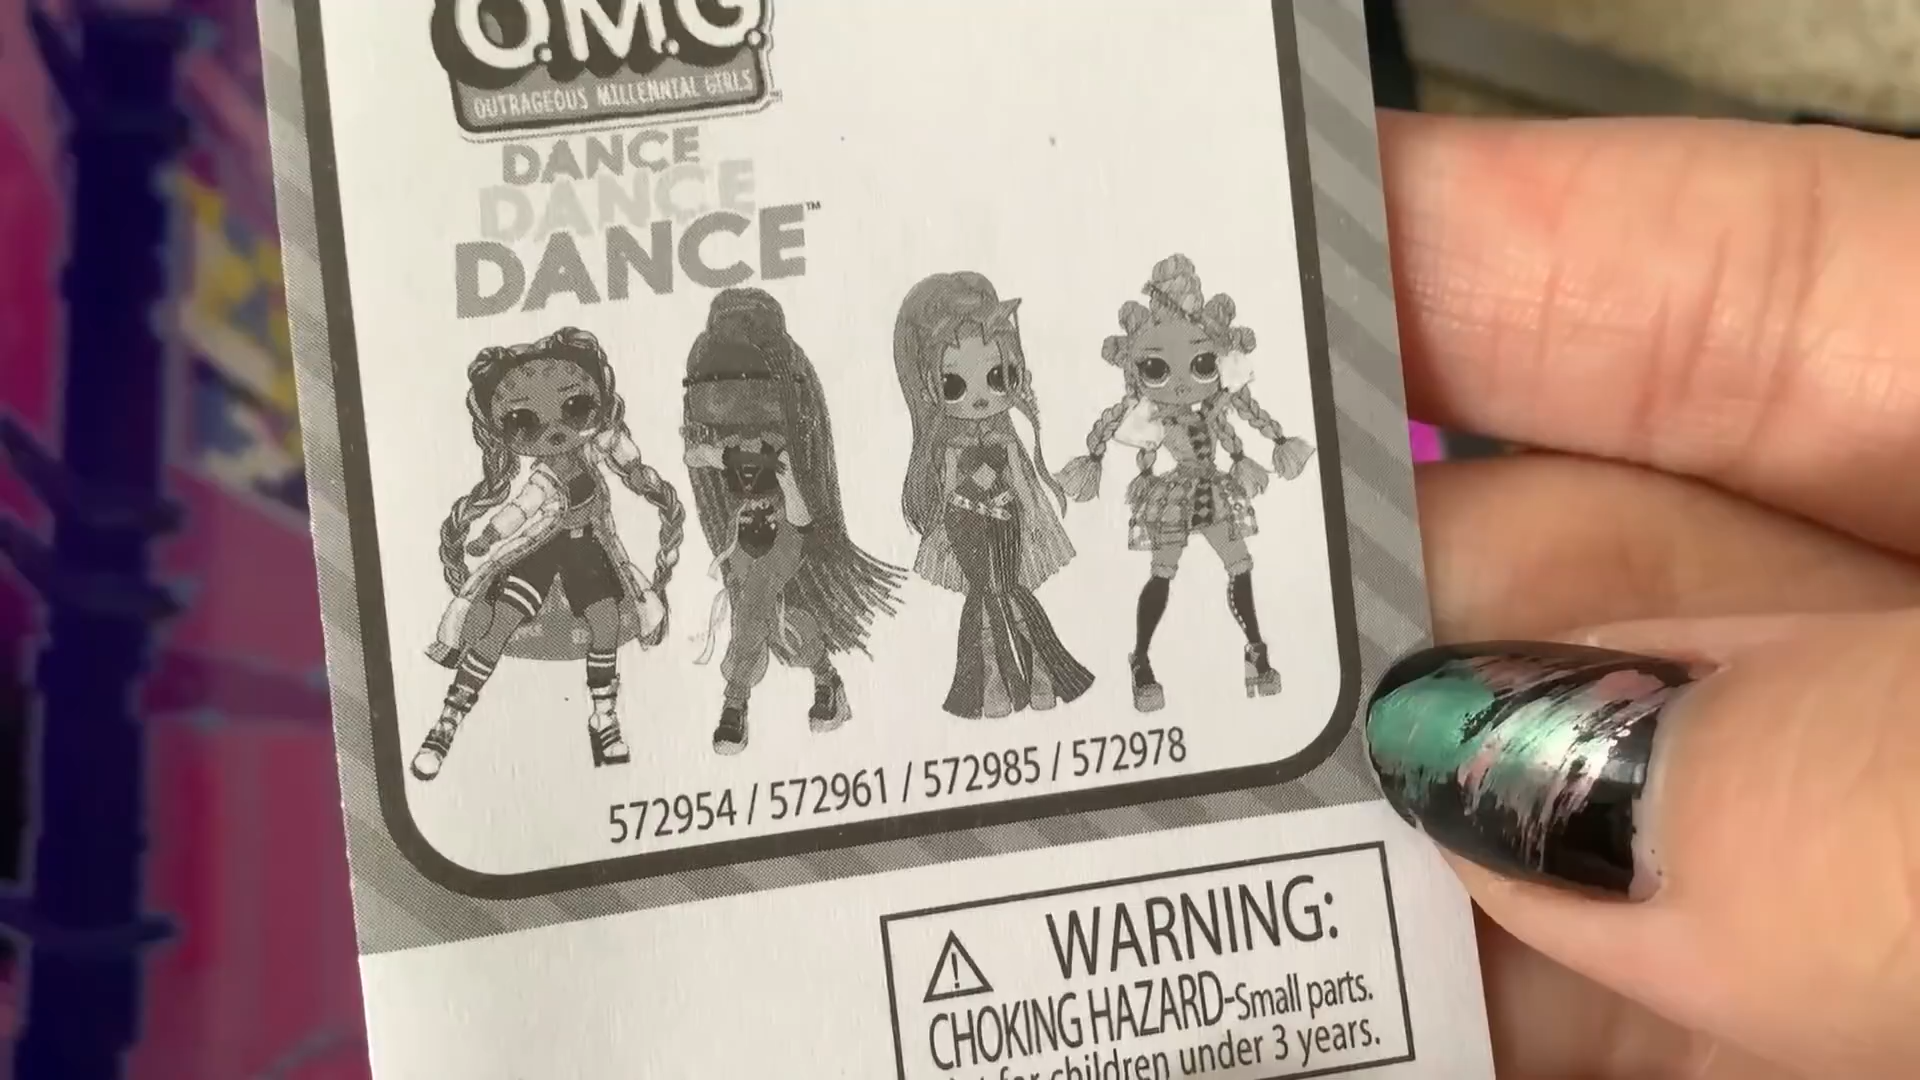 O.M.G.
OUTRAGEOUS MILLENNIAL GIRLS
DANCE
DANCE
DANCE™
572954 / 572961 / 572985 / 572978
WARNING:
CHOKING HAZARD-Small parts.
for children under 3 years.